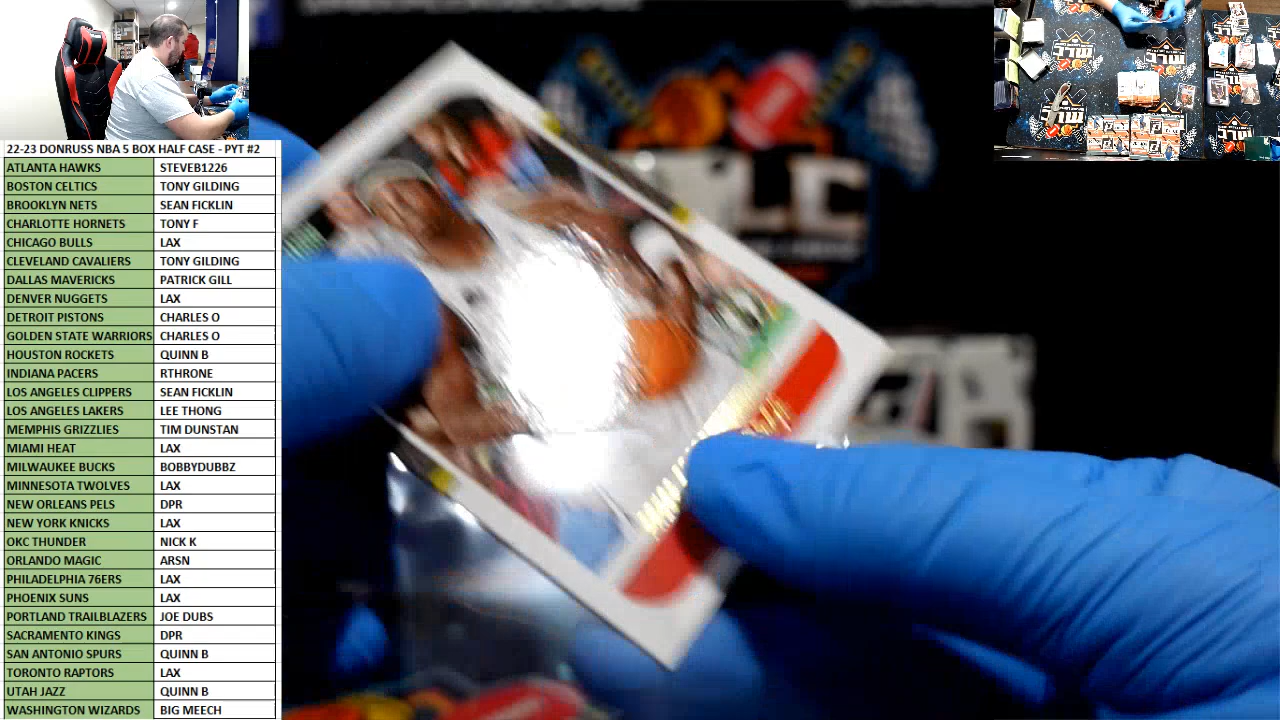 22-23 DONRUSS NBA 5 BOX HALF CASE - PYT #2
ATLANTA HAWKS STEVEB1226
BOSTON CELTICS TONY GILDING
BROOKLYN NETS SEAN FICKLIN
CHARLOTTE HORNETS TONY F
CHICAGO BULLS LAX
CLEVELAND CAVALIERS TONY GILDING
DALLAS MAVERICKS PATRICK GILL
DENVER NUGGETS LAX
DETROIT PISTONS CHARLES O
GOLDEN STATE WARRIORS CHARLES O
HOUSTON ROCKETS QUINN B
INDIANA PACERS RTHRONE
LOS ANGELES CLIPPERS SEAN FICKLIN
LOS ANGELES LAKERS LEE THONG
MEMPHIS GRIZZLIES TIM DUNSTAN
MIAMI HEAT LAX
MILWAUKEE BUCKS BOBBYDUBBZ
MINNESOTA TWOLVES LAX
NEW ORLEANS PELS DPR
NEW YORK KNICKS LAX
OKC THUNDER NICK K
ORLANDO MAGIC ARSN
PHILADELPHIA 76ERS LAX
PHOENIX SUNS LAX
PORTLAND TRAILBLAZERS JOE DUBS
SACRAMENTO KINGS DPR
SAN ANTONIO SPURS QUINN B
TORONTO RAPTORS LAX
UTAH JAZZ QUINN B
WASHINGTON WIZARDS BIG MEECH